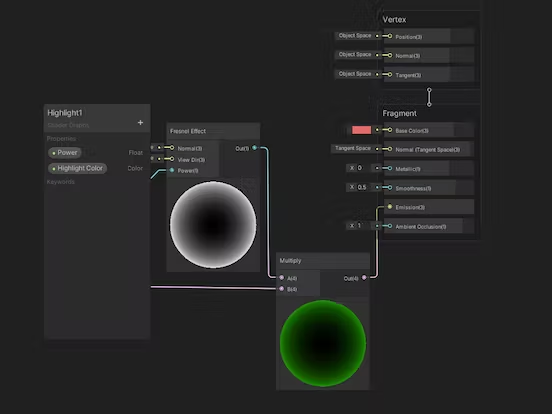 Highlight1
Shader Graphs
Properties
Power Float
Highlight Color Color
Keywords
Fresnel Effect
Normal(3) Out(1)
View Dir(3)
Power(1)
Multiply
A(4) Out(4)
B(4)
Vertex
Object Space Position(3)
Object Space Normal(3)
Object Space Tangent(3)
Fragment
Base Color(3)
Tangent Space Normal (Tangent Space)(3)
X 0 Metallic(1)
X 0.5 Smoothness(1)
Emission(3)
X 1 Ambient Occlusion(1)